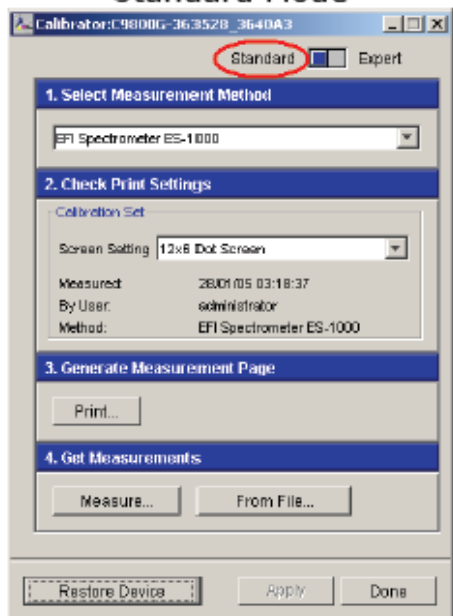 Standard Mode
Calibrator:C9800G-363528_3640A3
Standard Expert
1. Select Measurement Method
EFI Spectrometer ES-1000
2. Check Print Settings
Calibration Set
Screen Setting 12x6 Dot Screen
Measured: 28/01/05 03:18:37
By User: administrator
Method: EFI Spectrometer ES-1000
3. Generate Measurement Page
Print...
4. Get Measurements
Measure... From File...
Restore Device Apply Done